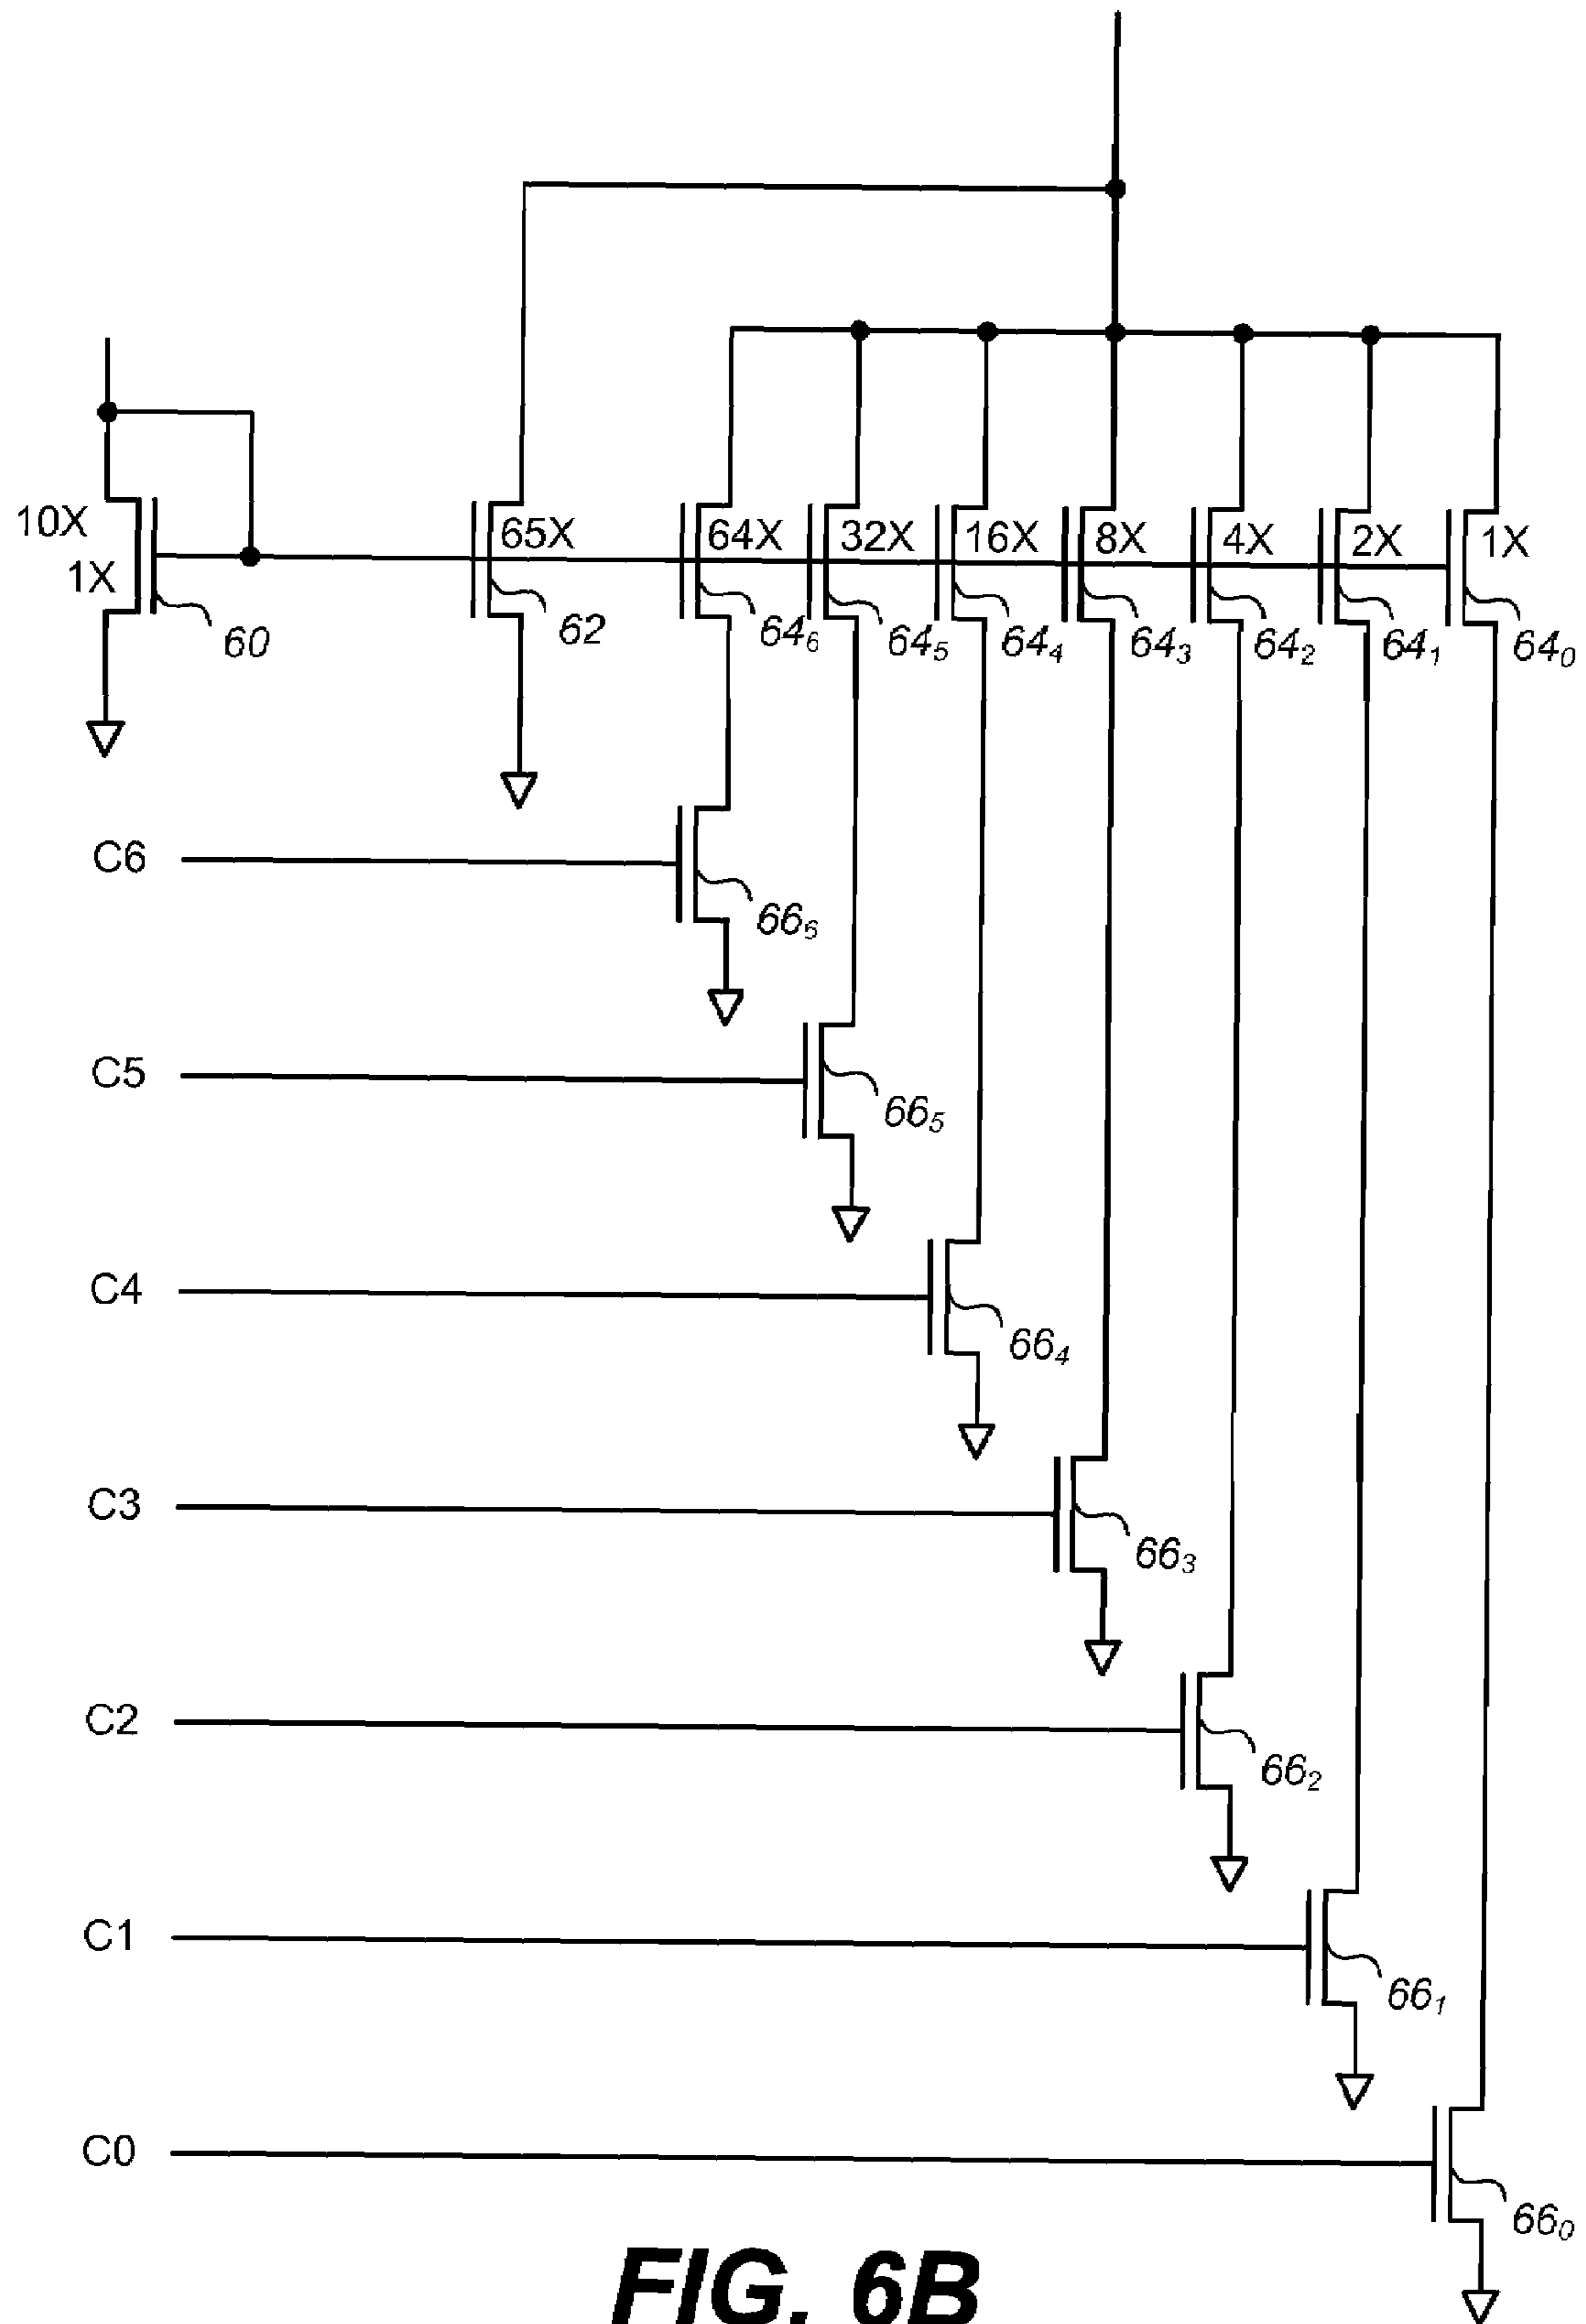 10X
1X
60
65X
62
64X
64₆
32X
64₅
16X
64₄
8X
64₃
4X
64₂
2X
64₁
1X
64₀
C6
66₆
C5
66₅
C4
66₄
C3
66₃
C2
66₂
C1
66₁
C0
66₀
FIG. 6B